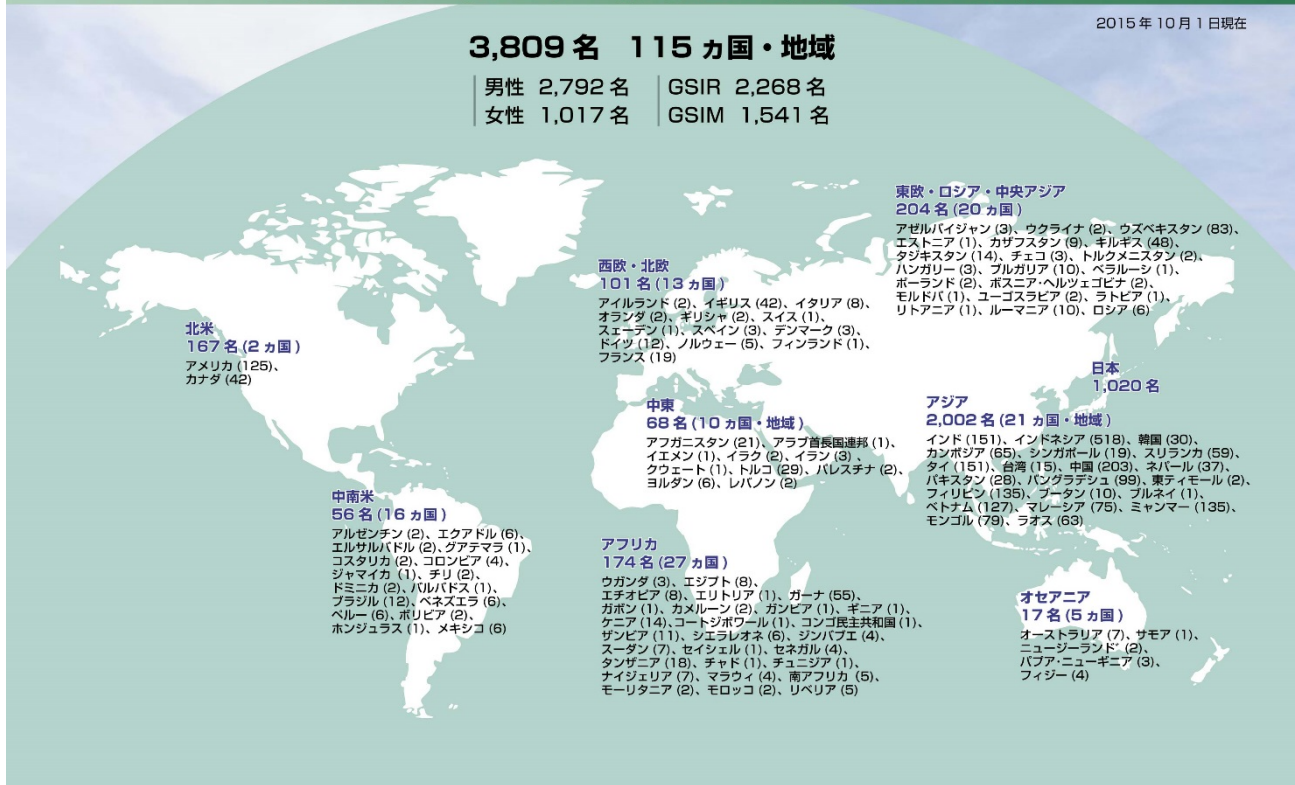 2015年10月1日現在
3,809名 115ヵ国・地域
男性 2,792名 GSIR 2,268名
女性 1,017名 GSIM 1,541名
東欧・ロシア・中央アジア
204名(20ヵ国)
アゼルバイジャン(3)、ウクライナ(2)、ウズベキスタン(83)、
エストニア(1)、カザフスタン(9)、キルギス(48)、
タジキスタン(14)、チェコ(3)、トルクメニスタン(2)、
ハンガリー(3)、ブルガリア(10)、ベラルーシ(1)、
ポーランド(2)、ボスニア・ヘルツェゴビナ(2)、
モルドバ(1)、ユーゴスラビア(2)、ラトビア(1)、
リトアニア(1)、ルーマニア(10)、ロシア(6)
西欧・北欧
101名(13ヵ国)
アイルランド(2)、イギリス(42)、イタリア(8)、
オランダ(2)、ギリシャ(2)、スイス(1)、
スェーデン(1)、スペイン(3)、デンマーク(3)、
ドイツ(12)、ノルウェー(5)、フィンランド(1)、
フランス(19)
北米
167名(2ヵ国)
アメリカ(125)、
カナダ(42)
日本
1,020名
中東
68名(10ヵ国・地域)
アフガニスタン(21)、アラブ首長国連邦(1)、
イエメン(1)、イラク(2)、イラン(3)、
クウェート(1)、トルコ(29)、パレスチナ(2)、
ヨルダン(6)、レバノン(2)
アジア
2,002名(21ヵ国・地域)
インド(151)、インドネシア(518)、韓国(30)、
カンボジア(65)、シンガポール(19)、スリランカ(59)、
タイ(151)、台湾(15)、中国(203)、ネパール(37)、
パキスタン(28)、バングラデシュ(99)、東ティモール(2)、
フィリピン(135)、ブータン(10)、ブルネイ(1)、
ベトナム(127)、マレーシア(75)、ミャンマー(135)、
モンゴル(79)、ラオス(63)
中南米
56名(16ヵ国)
アルゼンチン(2)、エクアドル(6)、
エルサルバドル(2)、グアテマラ(1)、
コスタリカ(2)、コロンビア(4)、
ジャマイカ(1)、チリ(2)、
ドミニカ(2)、バルバドス(1)、
ブラジル(12)、ベネズエラ(6)、
ペルー(6)、ボリビア(2)、
ホンジュラス(1)、メキシコ(6)
アフリカ
174名(27ヵ国)
ウガンダ(3)、エジプト(8)、
エチオピア(8)、エリトリア(1)、ガーナ(55)、
ガボン(1)、カメルーン(2)、ガンビア(1)、ギニア(1)、
ケニア(14)、コートジボワール(1)、コンゴ民主共和国(1)、
ザンビア(11)、シエラレオネ(6)、ジンバブエ(4)、
スーダン(7)、セイシェル(1)、セネガル(4)、
タンザニア(18)、チャド(1)、チュニジア(1)、
ナイジェリア(7)、マラウィ(4)、南アフリカ(5)、
モーリタニア(2)、モロッコ(2)、リベリア(5)
オセアニア
17名(5ヵ国)
オーストラリア(7)、サモア(1)、
ニュージーランド(2)、
パプア・ニューギニア(3)、
フィジー(4)